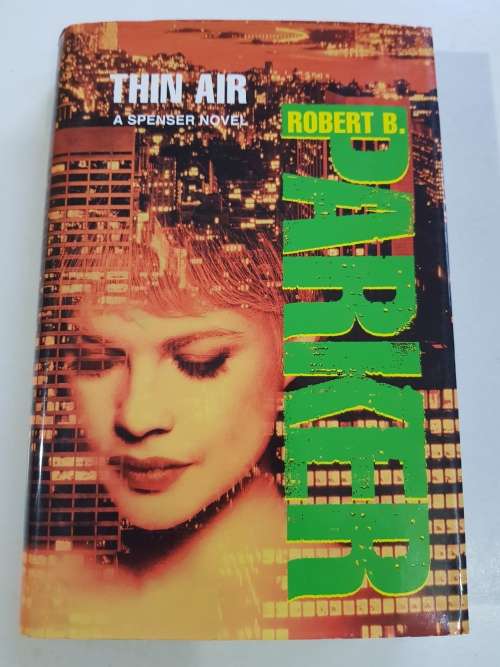 THIN AIR
A SPENSER NOVEL
ROBERT B.
PARKER